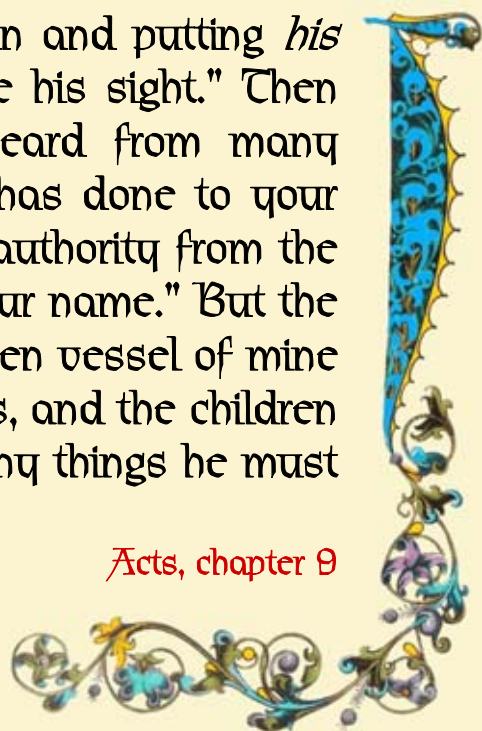 n and putting his
e his sight." Then
eard from many
has done to your
authority from the
ur name." But the
en vessel of mine
s, and the children
ny things he must
Acts, chapter 9